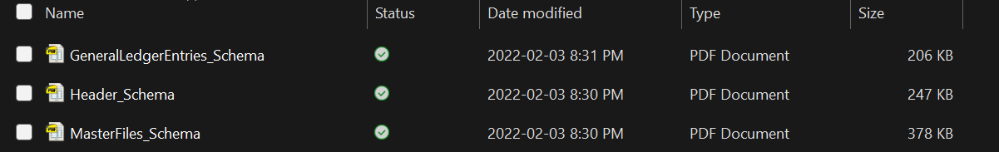 Name Status Date modified Type Size
GeneralLedgerEntries_Schema 2022-02-03 8:31 PM PDF Document 206 KB
Header_Schema 2022-02-03 8:30 PM PDF Document 247 KB
MasterFiles_Schema 2022-02-03 8:30 PM PDF Document 378 KB